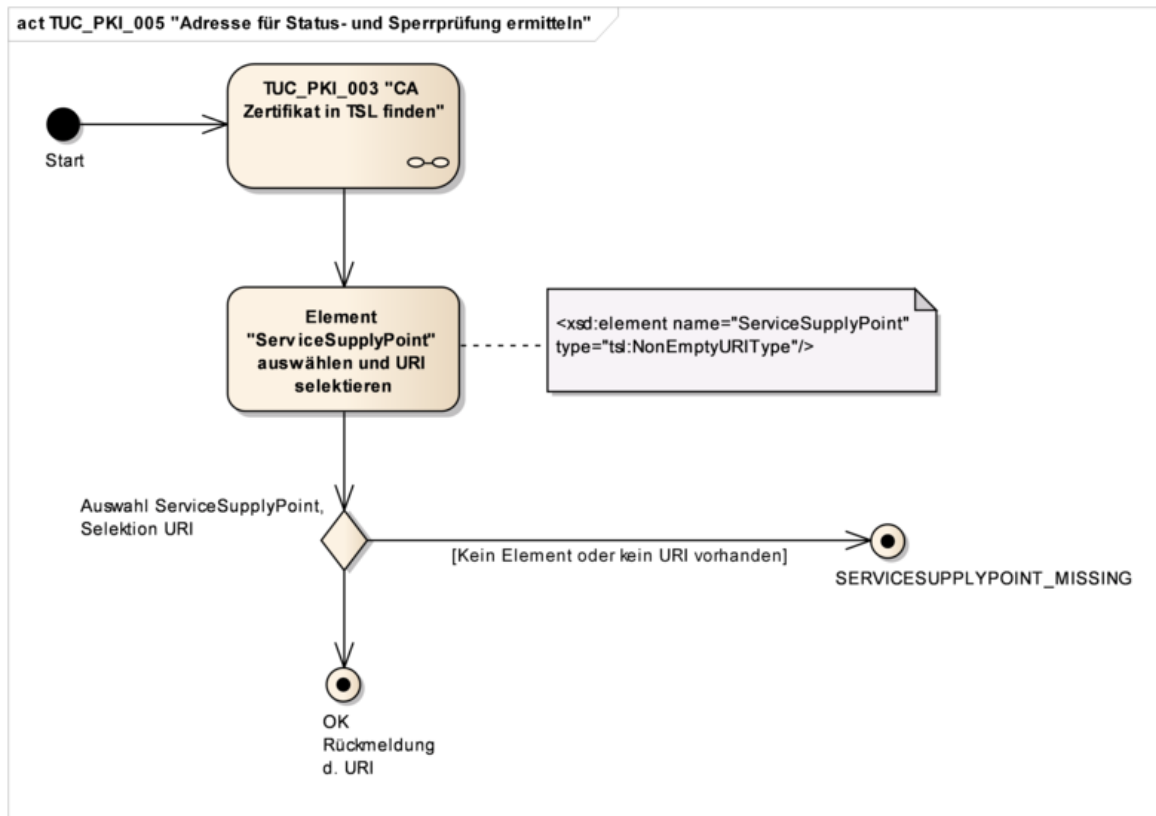 act TUC_PKI_005 "Adresse für Status- und Sperrprüfung ermitteln"
TUC_PKI_003 "CA
Zertifikat in TSL finden"
Start
Element
"ServiceSupplyPoint"
auswählen und URI
selektieren
<xsd:element name="ServiceSupplyPoint"
type="tsl:NonEmptyURIType"/>
Auswahl ServiceSupplyPoint,
Selektion URI
[Kein Element oder kein URI vorhanden]
SERVICESUPPLYPOINT_MISSING
OK
Rückmeldung
d. URI